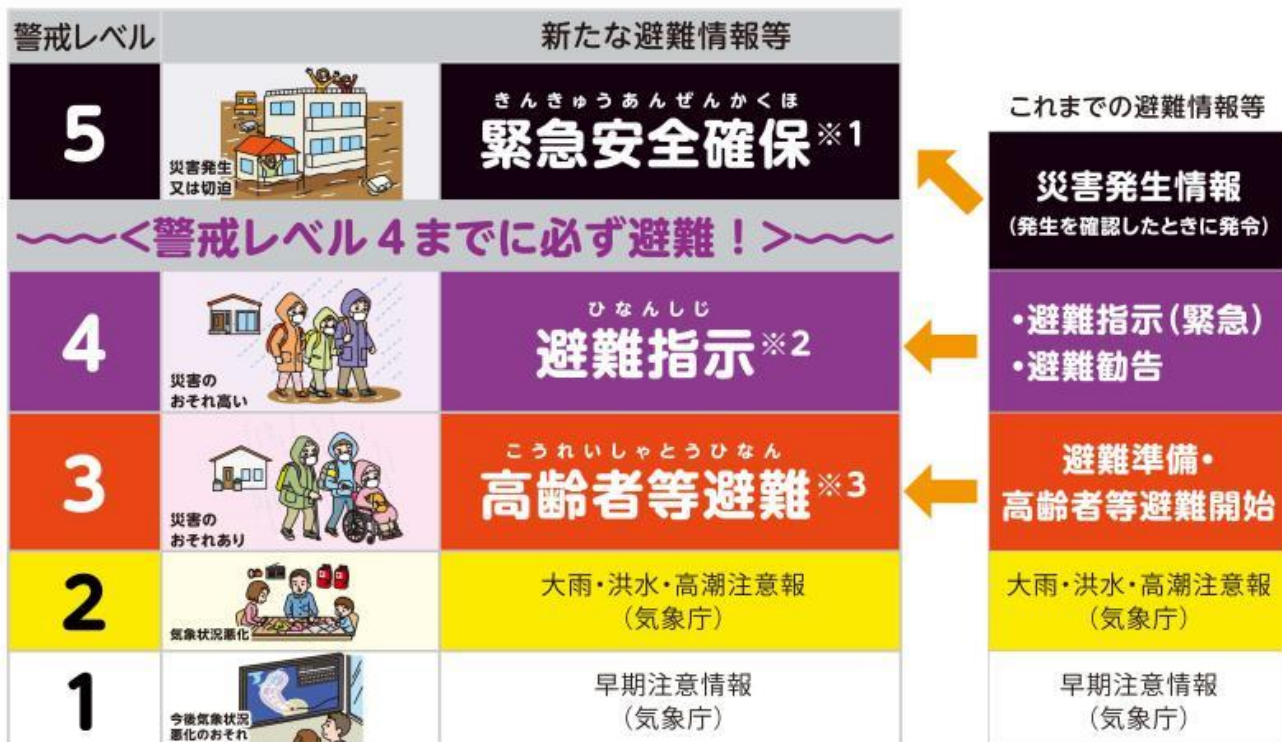 警戒レベル
新たな避難情報等
5
災害発生
又は切迫
きんきゅうあんぜんかくほ
緊急安全確保※1
〜〜〜<警戒レベル4までに必ず避難！>〜〜〜
4
災害の
おそれ高い
ひなんしじ
避難指示※2
3
災害の
おそれあり
こうれいしゃとうひなん
高齢者等避難※3
2
気象状況悪化
大雨・洪水・高潮注意報
（気象庁）
1
今後気象状況
悪化のおそれ
早期注意情報
（気象庁）
これまでの避難情報等
災害発生情報
（発生を確認したときに発令）
・避難指示（緊急）
・避難勧告
避難準備・
高齢者等避難開始
大雨・洪水・高潮注意報
（気象庁）
早期注意情報
（気象庁）